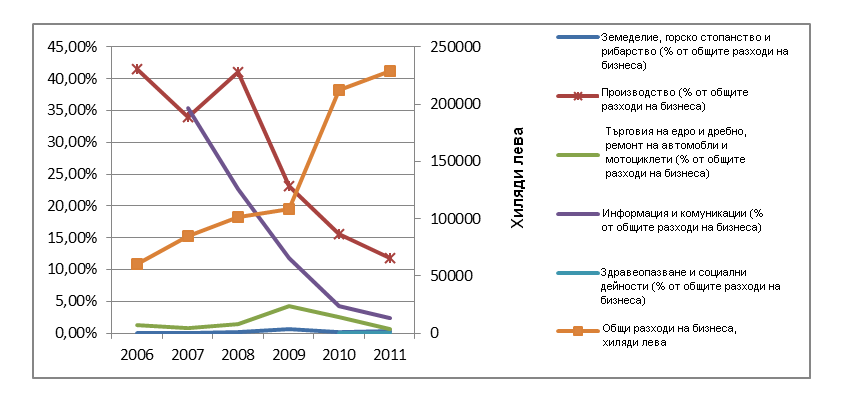 45,00%
40,00%
35,00%
30,00%
25,00%
20,00%
15,00%
10,00%
5,00%
0,00%
2006 2007 2008 2009 2010 2011
250000
200000
150000
100000
50000
0
Хиляди лева
Земеделие, горско стопанство и
рибарство (% от общите разходи на
бизнеса)
Производство (% от общите
разходи на бизнеса)
Търговия на едро и дребно,
ремонт на автомобли и
мотоциклети (% от общите
разходи на бизнеса)
Информация и комуникации (%
от общите разходи на бизнеса)
Здравеопазване и социални
дейности (% от общите разходи на
бизнеса)
Общи разходи на бизнеса,
хиляди лева